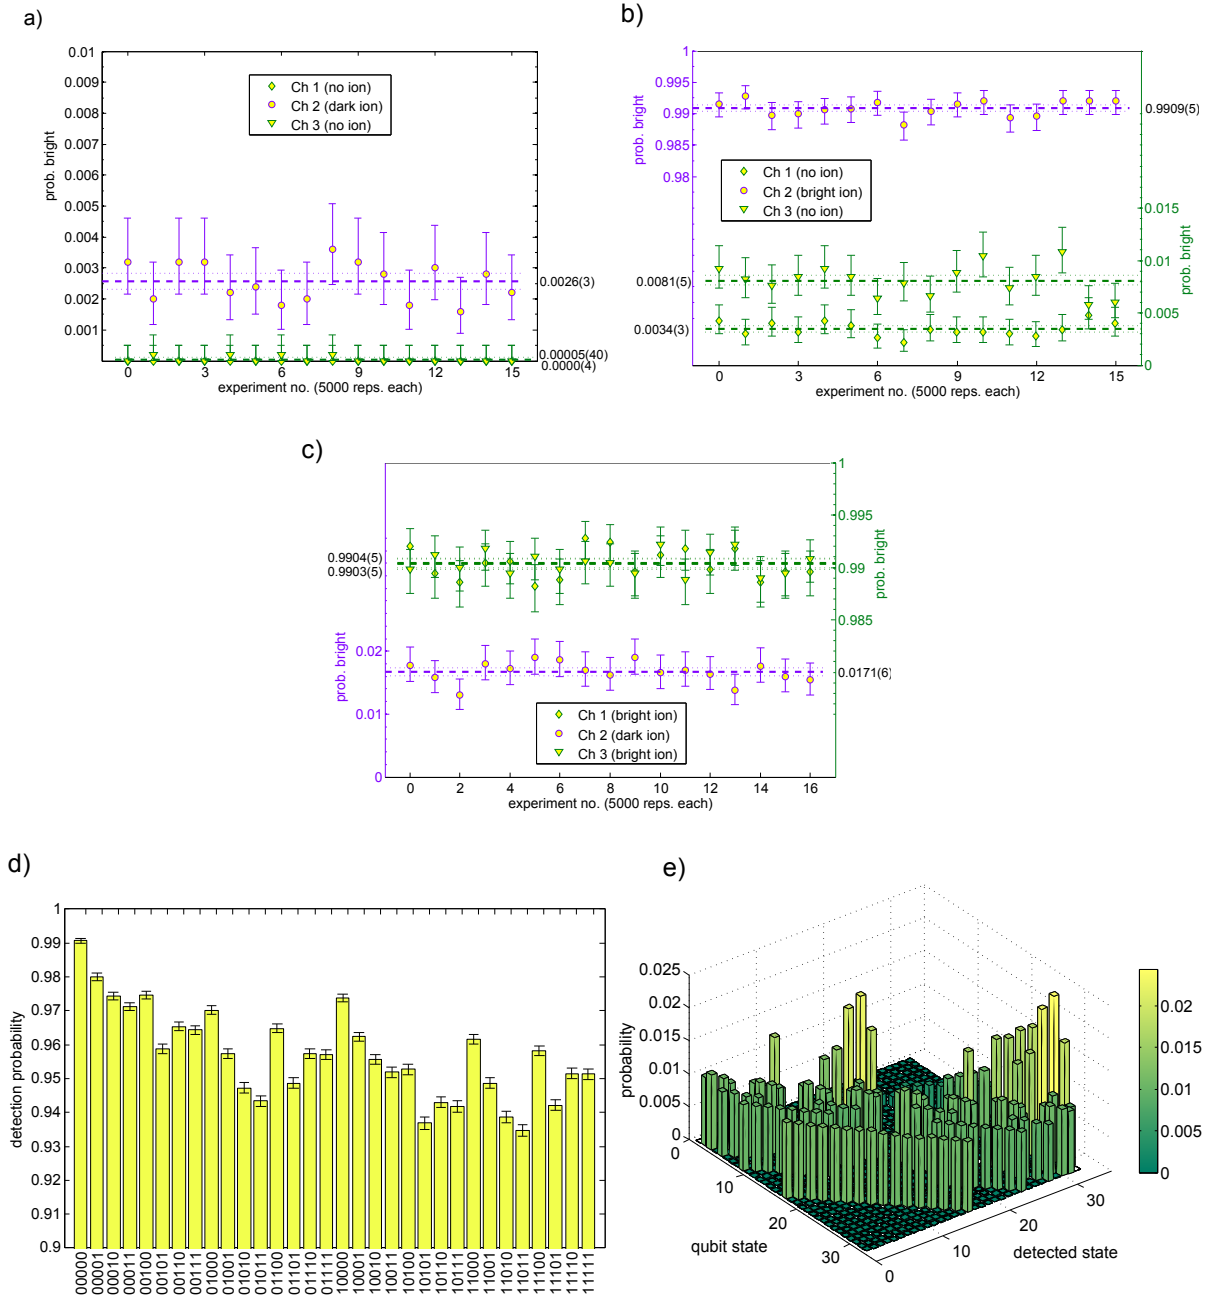 a)
0.01
0.009
0.008
0.007
0.006
0.005
0.004
0.003
0.002
0.001
prob. bright
Ch 1 (no ion)
Ch 2 (dark ion)
Ch 3 (no ion)
0.0026(3)
0.00005(40)
0.0000(4)
0 3 6 9 12 15
experiment no. (5000 reps. each)
b)
1
0.995
0.99
0.985
0.98
prob. bright
0.9909(5)
Ch 1 (no ion)
Ch 2 (bright ion)
Ch 3 (no ion)
0.0081(5)
0.0034(3)
0.015
0.01
0.005
0
prob. bright
0 3 6 9 12 15
experiment no. (5000 reps. each)
c)
1
0.995
0.99
0.985
prob. bright
0.9904(5)
0.9903(5)
0.02
0.01
0
prob. bright
0.0171(6)
Ch 1 (bright ion)
Ch 2 (dark ion)
Ch 3 (bright ion)
0 2 4 6 8 10 12 14 16
experiment no. (5000 reps. each)
d)
1
0.99
0.98
0.97
0.96
0.95
0.94
0.93
0.92
0.91
0.9
detection probability
00000 00001 00010 00011 00100 00101 00110 00111 01000 01001 01010 01011 01100 01101 01110 01111 10000 10001 10010 10011 10100 10101 10110 10111 11000 11001 11010 11011 11100 11101 11110 11111
e)
0.025
0.02
0.015
0.01
0.005
0
probability
0
10
20
30
qubit state
0
10
20
30
detected state
0.02
0.015
0.01
0.005
0